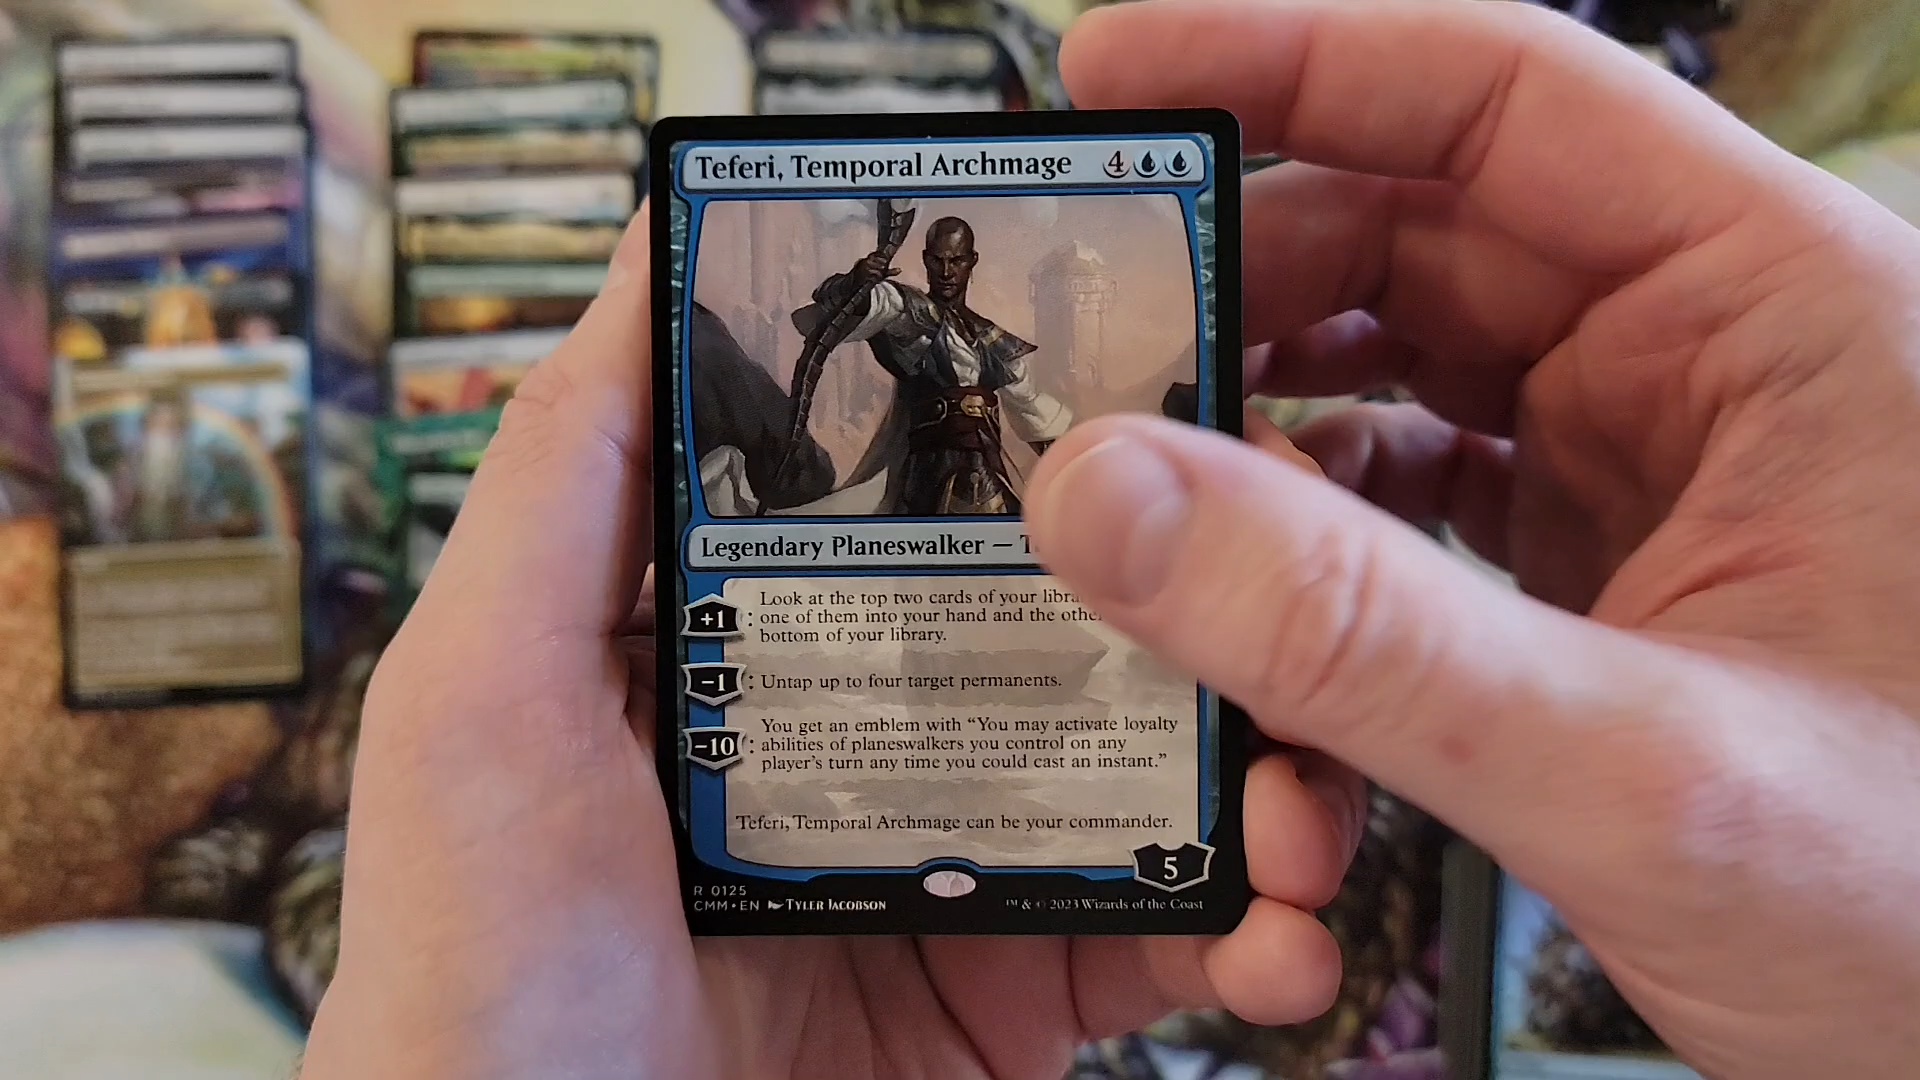 Teferi, Temporal Archmage 4
Legendary Planeswalker —
Look at the top two cards of your
+1 : one of them into your hand and the
bottom of your library.
−1 : Untap up to four target permanents.
You get an emblem with “You may activate loyalty
−10 : abilities of planeswalkers you control on any
player’s turn any time you could cast an instant.”
Teferi, Temporal Archmage can be your commander.
5
R 0125
CMM • EN Tyler Jacobson
™ & © 2023 Wizards of the Coast